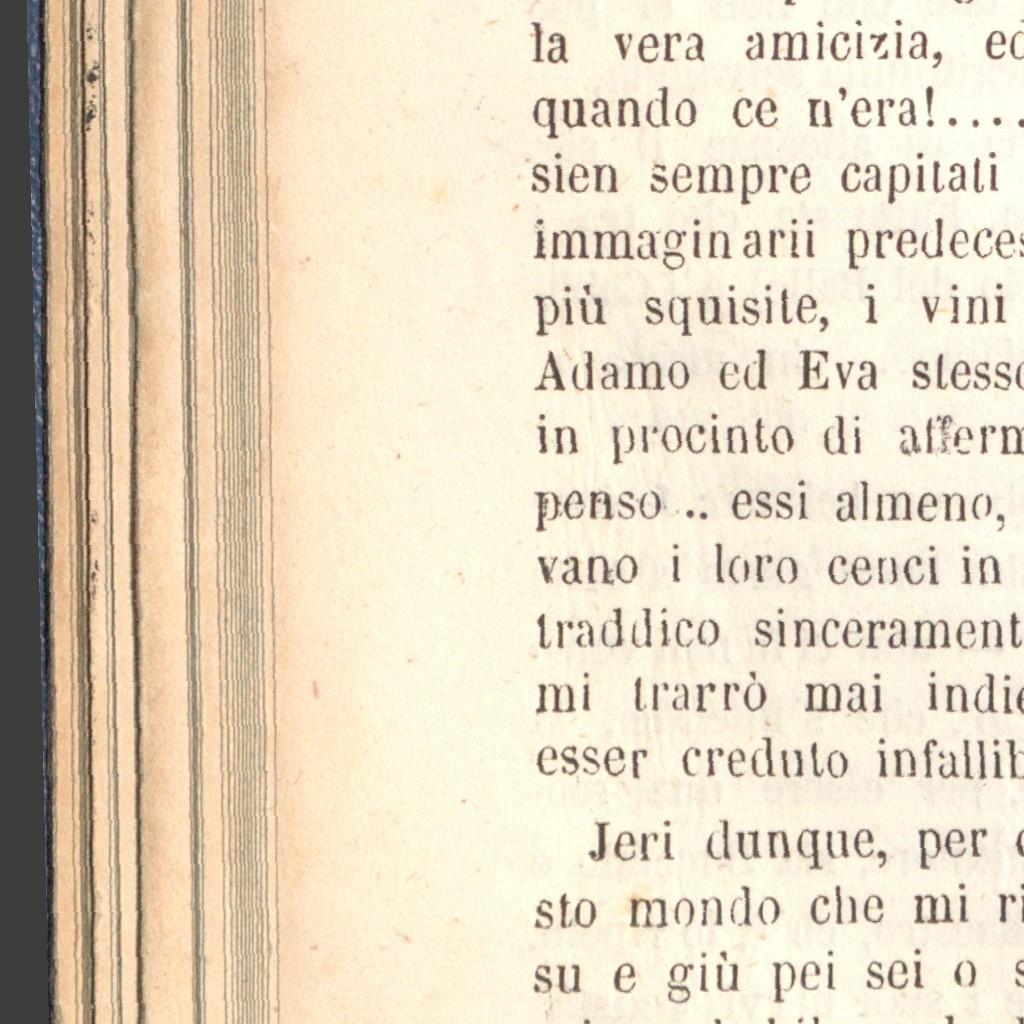 la vera amicizia, ed
quando ce n'era!....
sien sempre capitati
immaginarii predeces
più squisite, i vini
Adamo ed Eva stesso
in procinto di afferm
penso .. essi almeno,
vano i loro cenci in
traddico sincerament
mi trarrò mai indie
esser creduto infallib
Jeri dunque, per
sto mondo che mi ri
su e giù pei sei o s